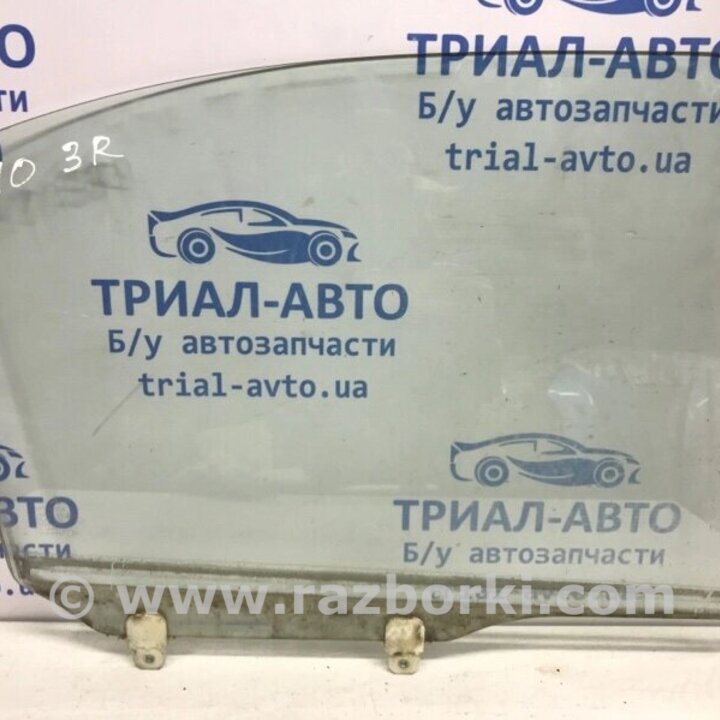 ТРИАЛ-АВТО
Б/у автозапчасти
trial-avto.ua
3R
ТРИАЛ-АВТО
Б/у автозапчасти
trial-avto.ua
ТРИАЛ-АВТО
Б/у автозапчасти
© www.razborki.com